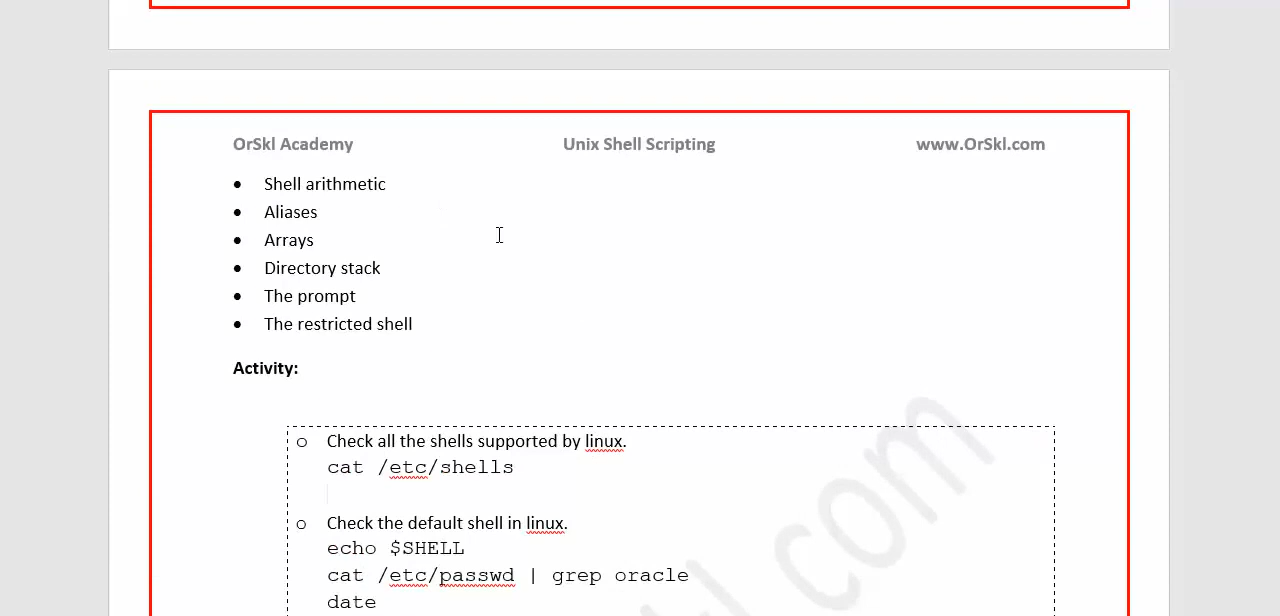 OrSkl Academy Unix Shell Scripting www.OrSkl.com
• Shell arithmetic
• Aliases
• Arrays
• Directory stack
• The prompt
• The restricted shell
Activity:
o Check all the shells supported by linux.
cat /etc/shells
o Check the default shell in linux.
echo $SHELL
cat /etc/passwd | grep oracle
date
l.com